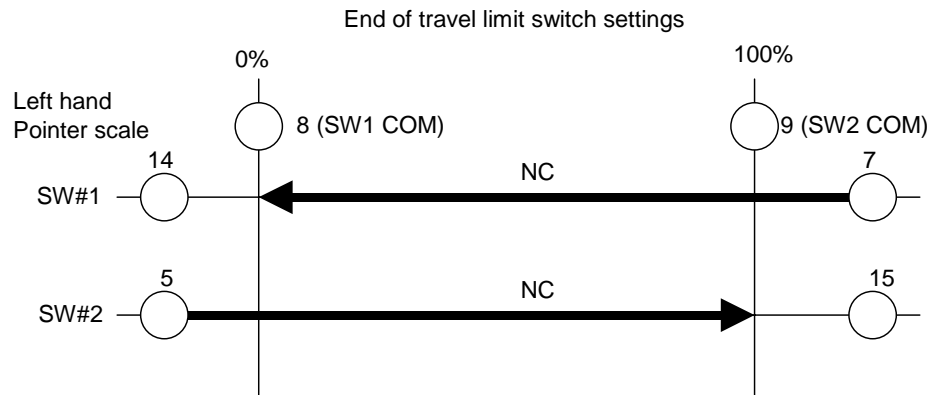 End of travel limit switch settings
0%
100%
Left hand
Pointer scale
8 (SW1 COM)
9 (SW2 COM)
14
NC
7
SW#1
5
NC
15
SW#2